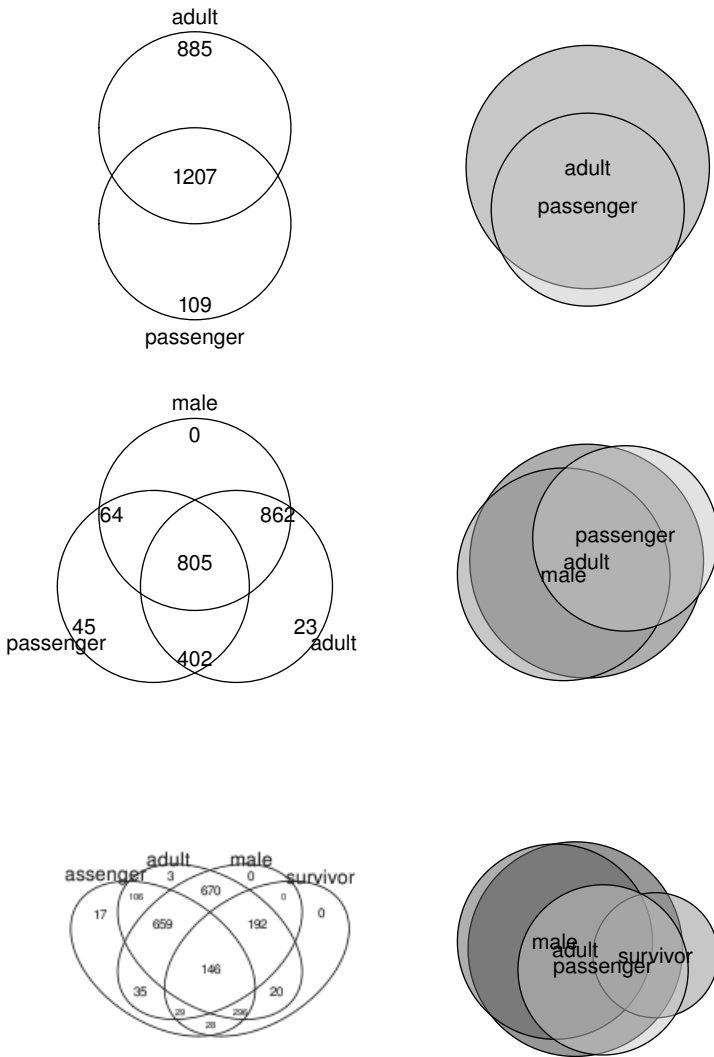 adult
885
1207
109
passenger
adult
passenger
male
0
64
862
805
45
23
passenger
adult
402
passenger
adult
male
adult
male
assenger
survivor
3
670
0
106
0
17
0
659
192
146
35
20
29
296
28
male
adult
survivor
passenger